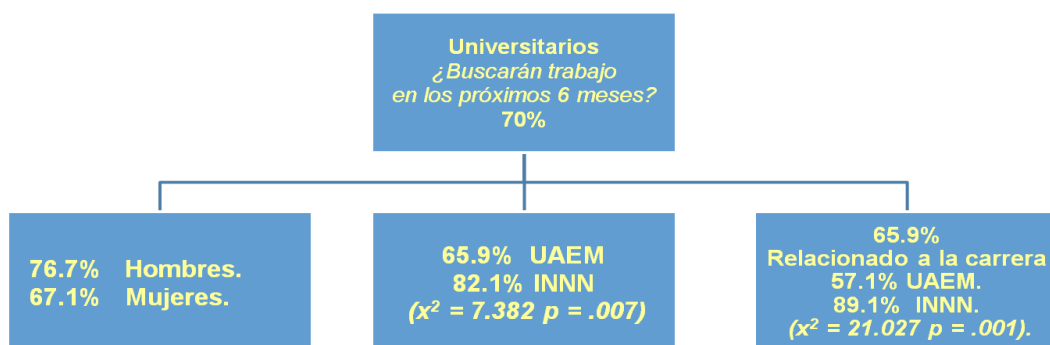 Universitarios
¿Buscarán trabajo
en los próximos 6 meses?
70%
76.7% Hombres.
67.1% Mujeres.
65.9% UAEM
82.1% INNN
(x² = 7.382 p = .007)
65.9%
Relacionado a la carrera
57.1% UAEM.
89.1% INNN.
(x² = 21.027 p = .001).